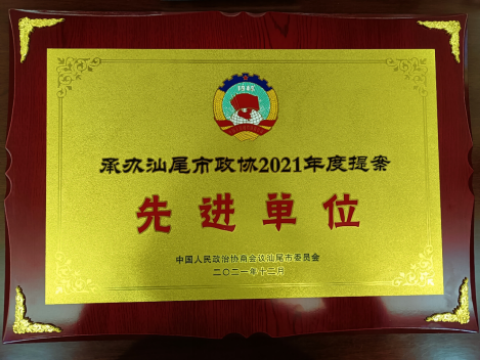 承办汕尾市政协2021年度提案
先进单位
中国人民政治协商会议汕尾市委员会
二〇二一年十二月